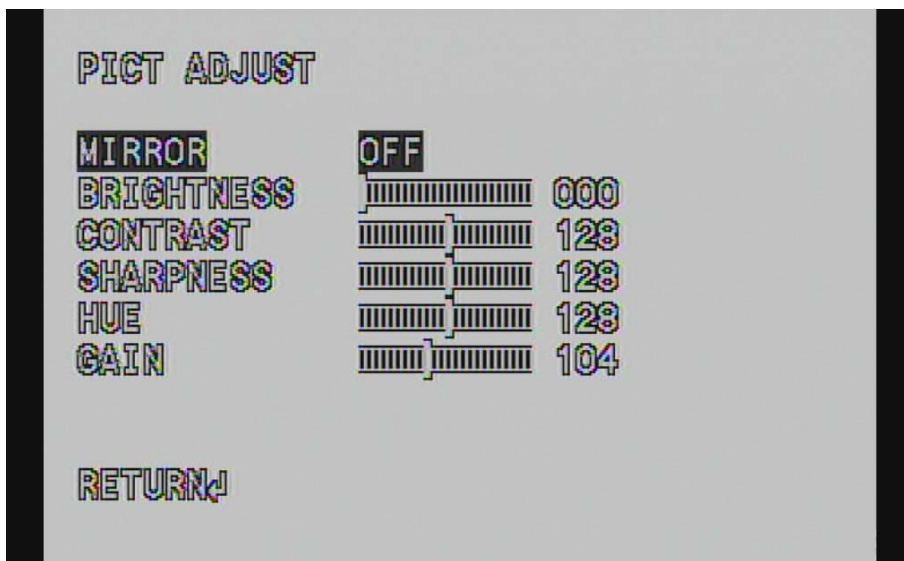 PICT ADJUST
MIRROR OFF
BRIGHTNESS 000
CONTRAST 128
SHARPNESS 128
HUE 128
GAIN 104
RETURN↲